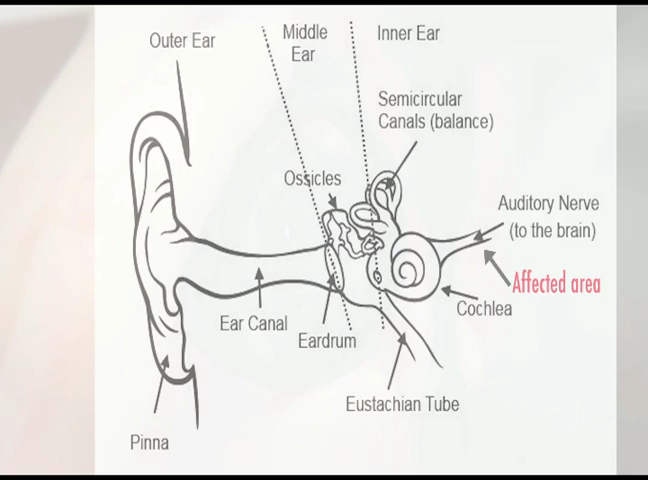 Outer Ear
Middle
Ear
Inner Ear
Semicircular
Canals (balance)
Ossicles
Auditory Nerve
(to the brain)
Affected area
Cochlea
Ear Canal
Eardrum
Eustachian Tube
Pinna